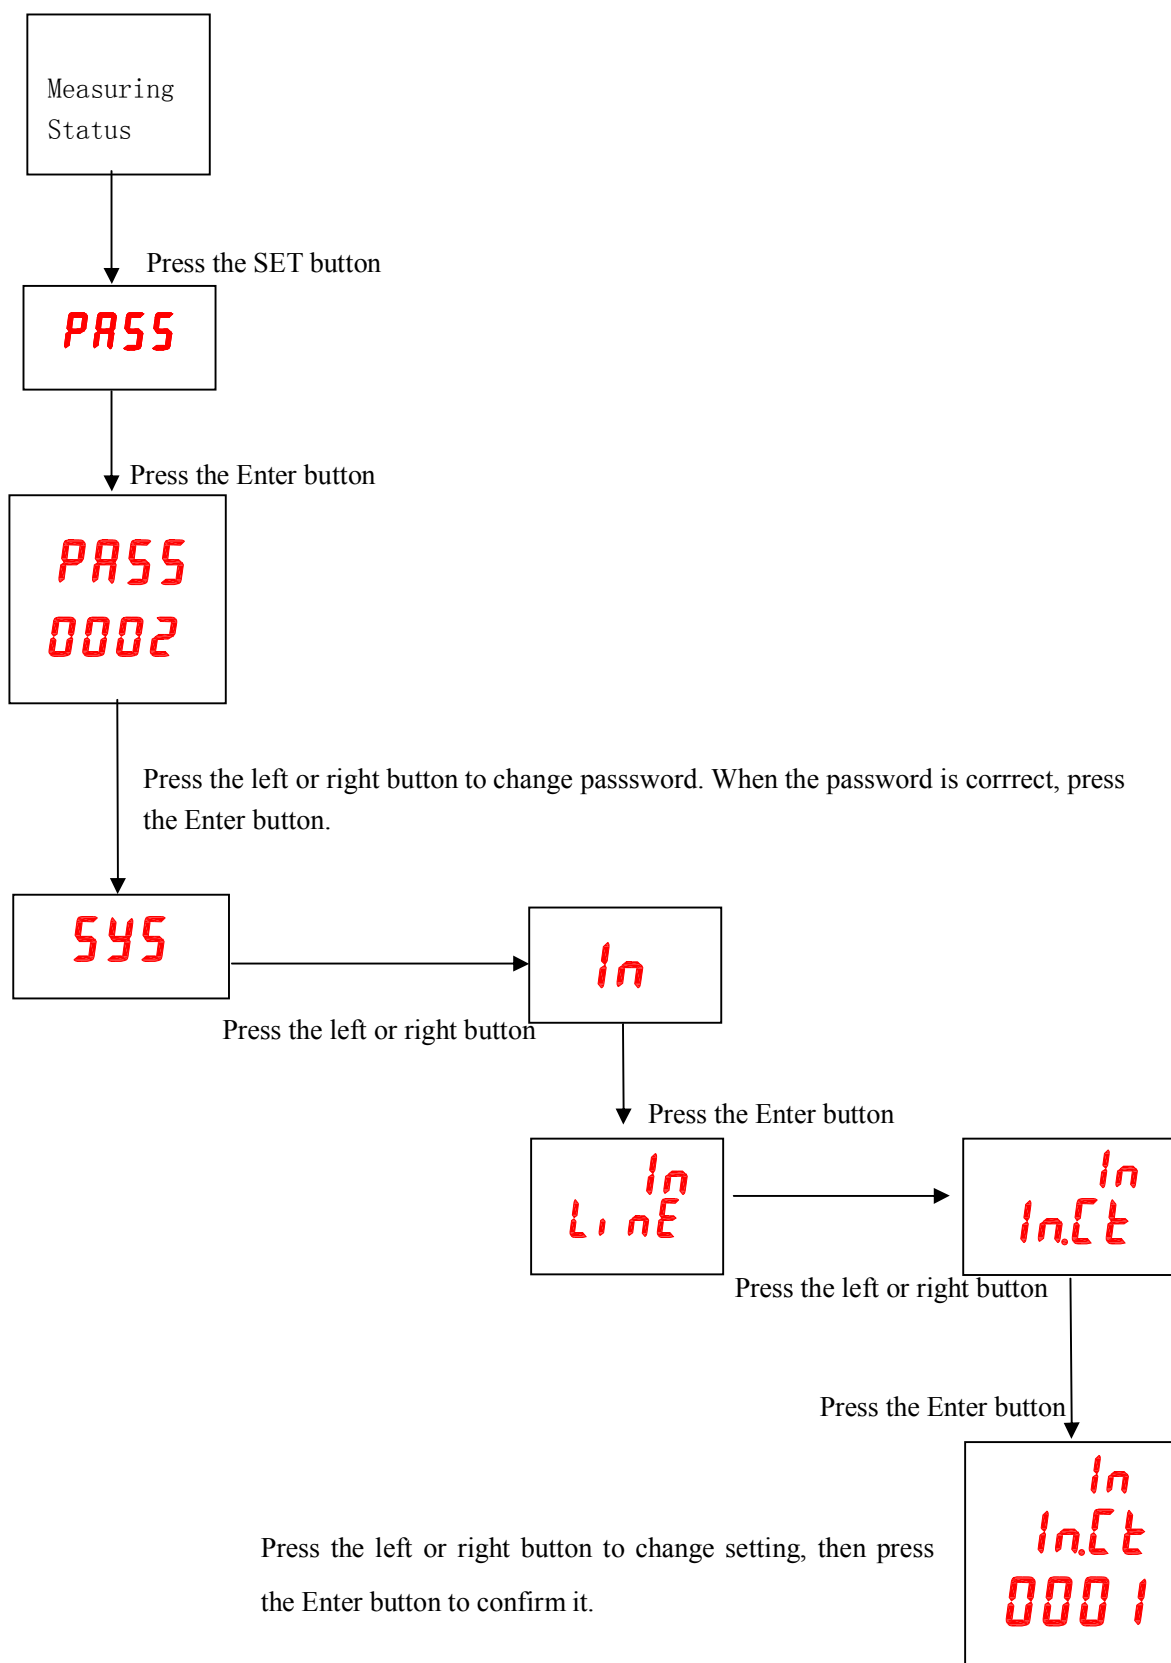 Measuring
Status
Press the SET button
PASS
Press the Enter button
PASS
0002
Press the left or right button to change passsword. When the password is corrrect, press
the Enter button.
SYS
In
Press the left or right button
Press the Enter button
In
LinE
In
In.Ct
Press the left or right button
Press the Enter button
In
In.Ct
0001
Press the left or right button to change setting, then press
the Enter button to confirm it.